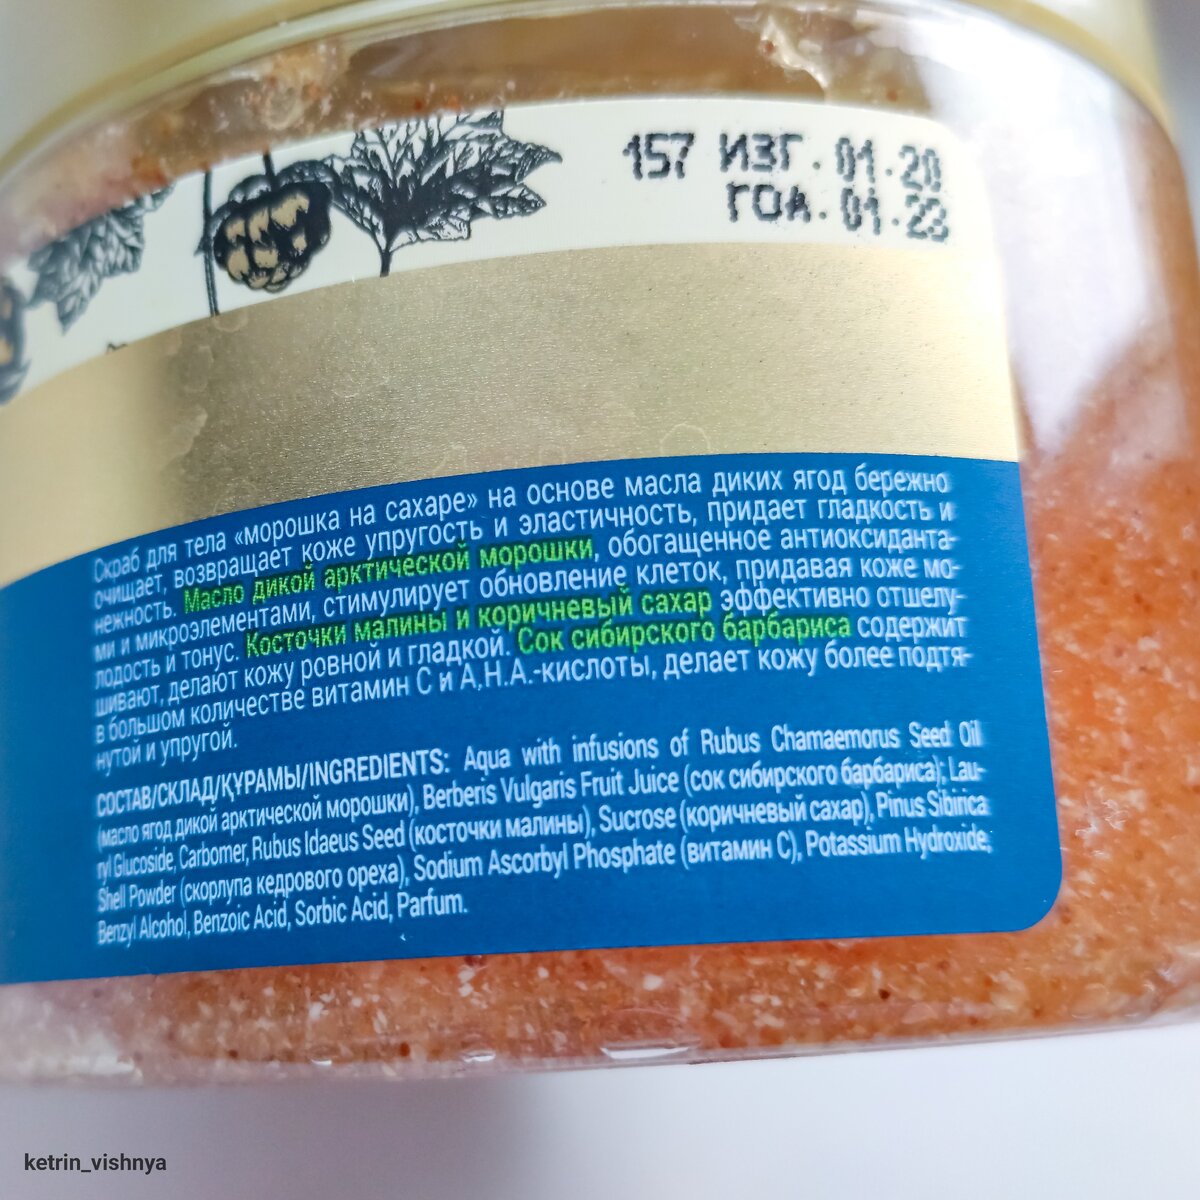 157 ИЗГ. 01.20
ГОД. 01.23
Скраб для тела «морошка на сахаре» на основе масла диких ягод бережно
очищает, возвращает коже упругость и эластичность, придает гладкость и
нежность. Масло дикой арктической морошки, обогащенное антиоксиданта-
ми и микроэлементами, стимулирует обновление клеток, придавая коже мо-
лодость и тонус. Косточки малины и коричневый сахар эффективно отшелу-
шивают, делают кожу ровной и гладкой. Сок сибирского барбариса содержит
в большом количестве витамин С и А.Н.А.-кислоты, делает кожу более подтя-
нутой и упругой.
СОСТАВ/СКЛАД/ҚҰРАМЫ/INGREDIENTS: Aqua with infusions of Rubus Chamaemorus Seed Oil
(масло ягод дикой арктической морошки), Berberis Vulgaris Fruit Juice (сок сибирского барбариса); Lau-
ryl Glucoside, Carbomer, Rubus Idaeus Seed (косточки малины), Sucrose (коричневый сахар), Pinus Sibirica
Shell Powder (скорлупа кедрового ореха), Sodium Ascorbyl Phosphate (витамин С), Potassium Hydroxide,
Benzyl Alcohol, Benzoic Acid, Sorbic Acid, Parfum.
ketrin_vishnya